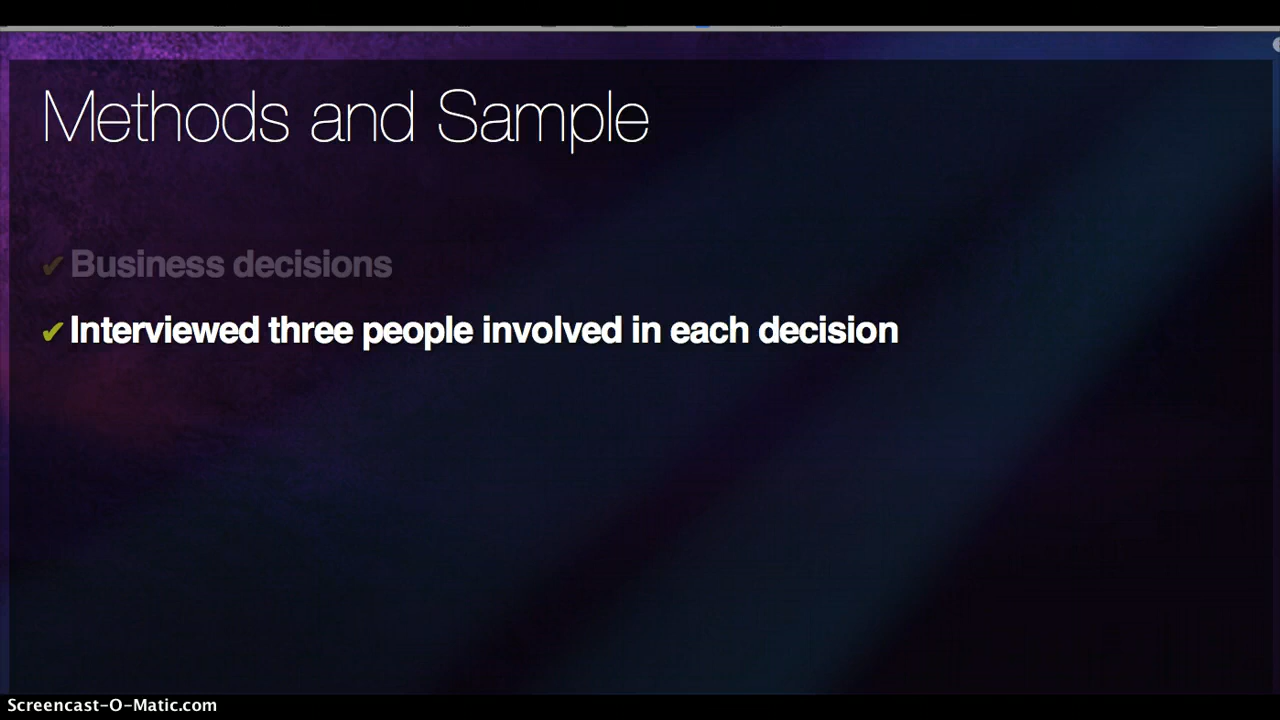 Methods and Sample
✔ Business decisions
✔ Interviewed three people involved in each decision
Screencast-O-Matic.com